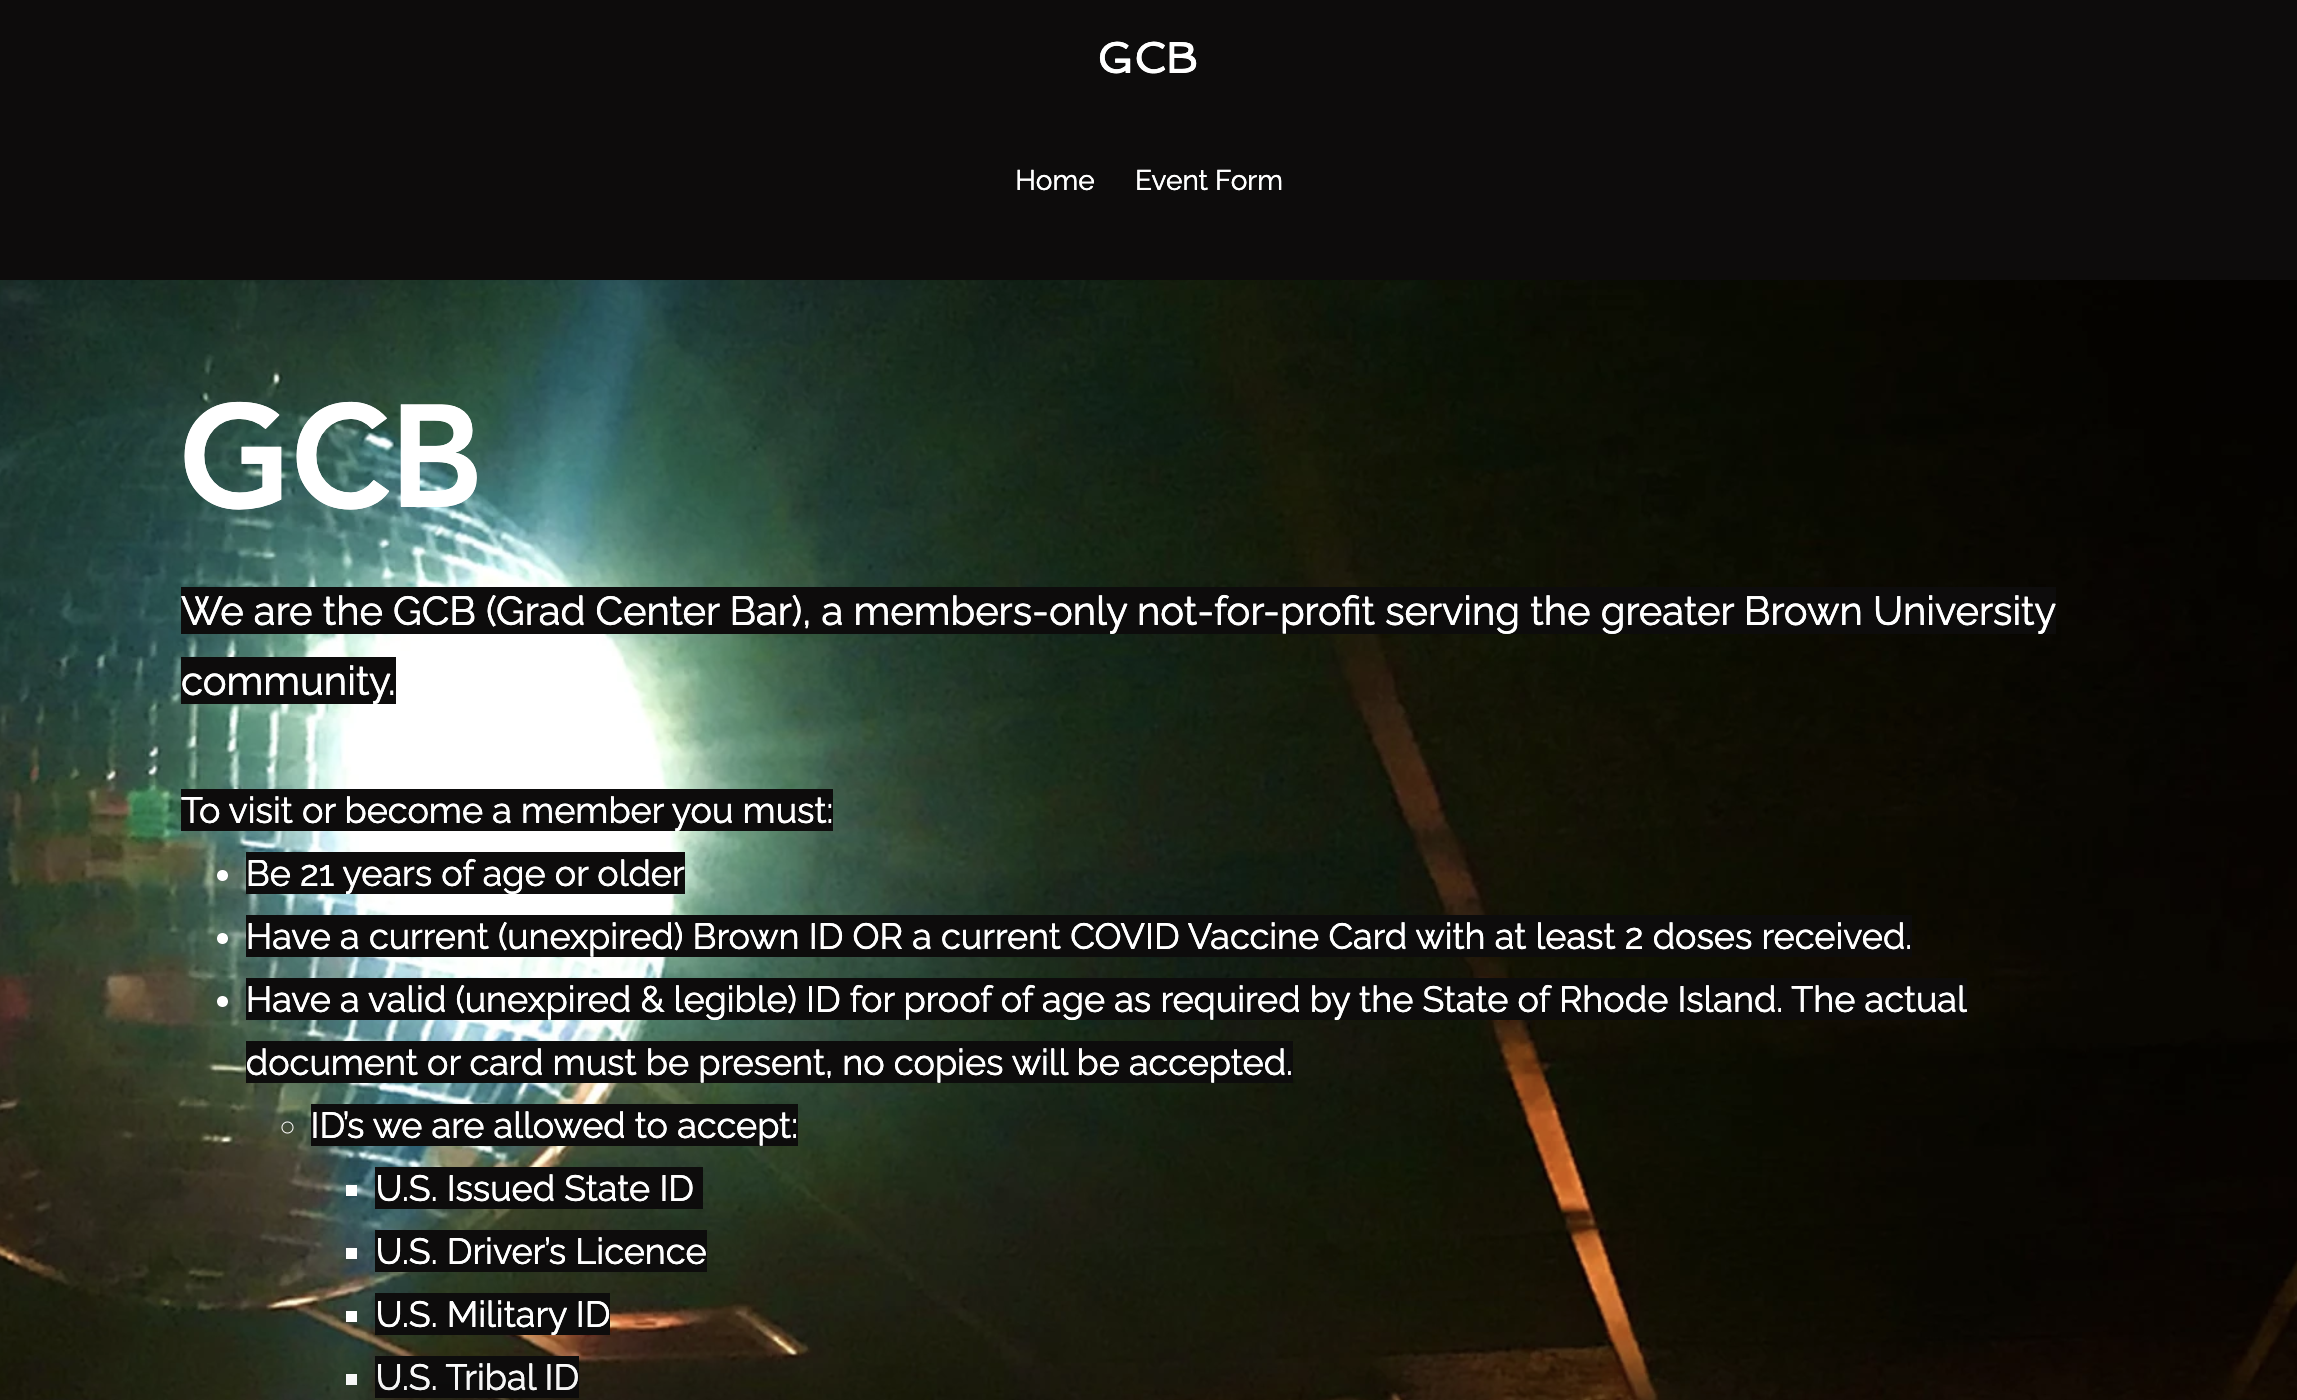 GCB
Home Event Form
GCB
We are the GCB (Grad Center Bar), a members-only not-for-profit serving the greater Brown University
community.
To visit or become a member you must:
Be 21 years of age or older
Have a current (unexpired) Brown ID OR a current COVID Vaccine Card with at least 2 doses received.
Have a valid (unexpired & legible) ID for proof of age as required by the State of Rhode Island. The actual
document or card must be present, no copies will be accepted.
ID’s we are allowed to accept:
U.S. Issued State ID
U.S. Driver’s Licence
U.S. Military ID
U.S. Tribal ID